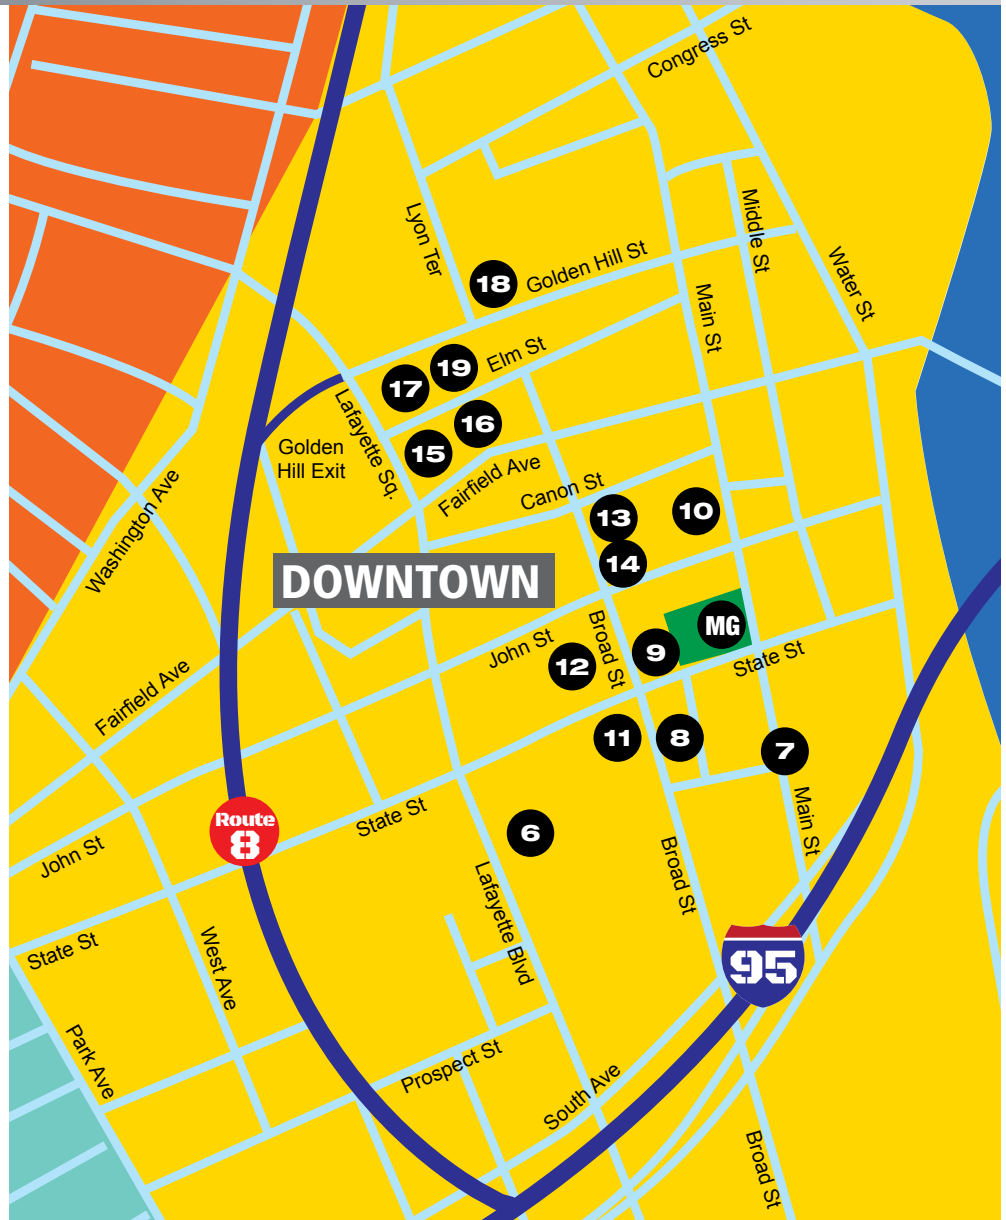 Congress St
Lyon Ter
Middle St
Water St
18
Golden Hill St
Main St
17
19
Elm St
Lafayette Sq.
16
15
Golden
Hill Exit
Fairfield Ave
Canon St
13
10
Washington Ave
14
DOWNTOWN
MG
Broad St
9
John St
12
State St
Fairfield Ave
11
8
7
Route
8
State St
6
Main St
John St
Broad St
Lafayette Blvd
State St
West Ave
95
Park Ave
Prospect St
South Ave
Broad St